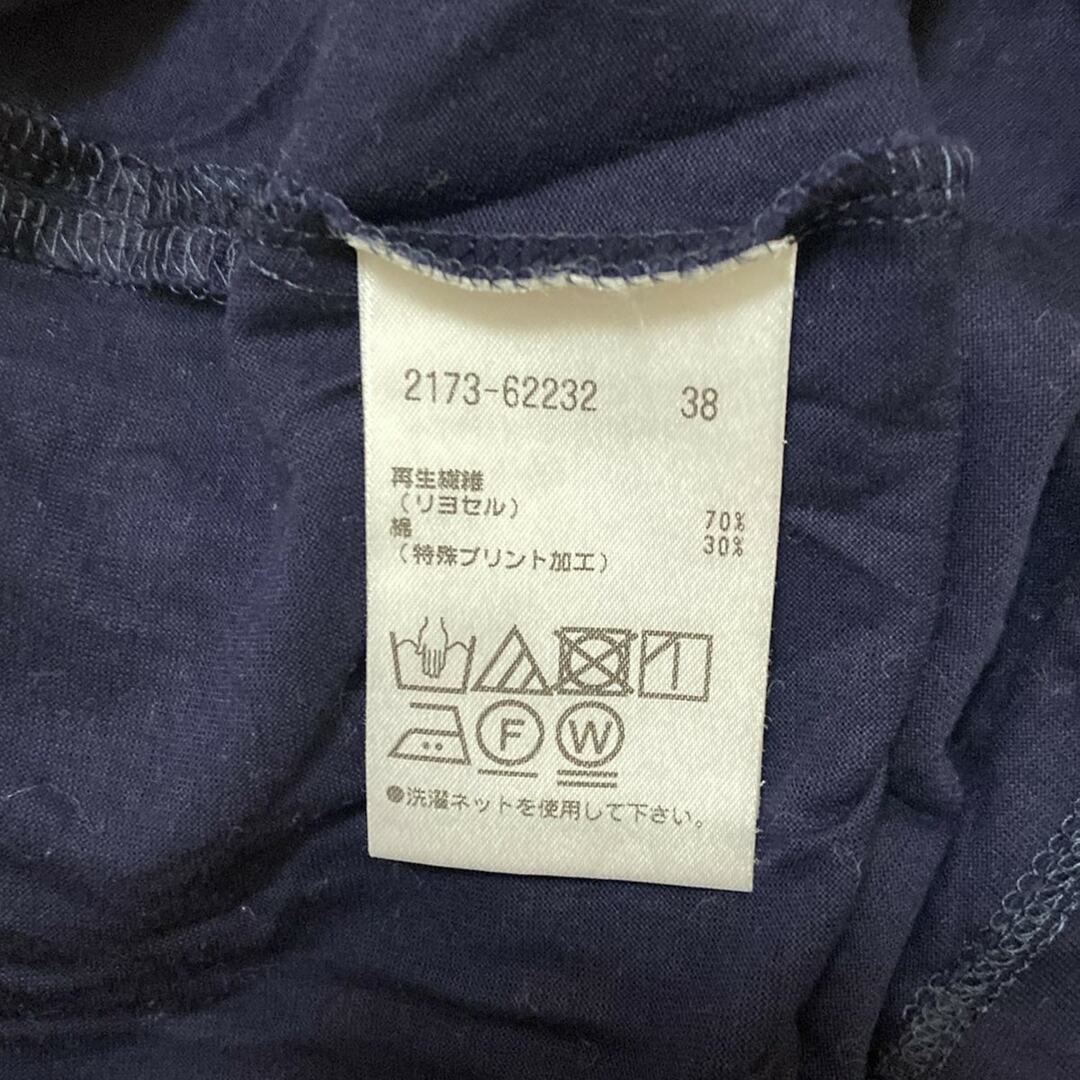 2173-62232 38
再生繊維
(リヨセル) 70%
綿 30%
(特殊プリント加工)
F W
●洗濯ネットを使用して下さい。